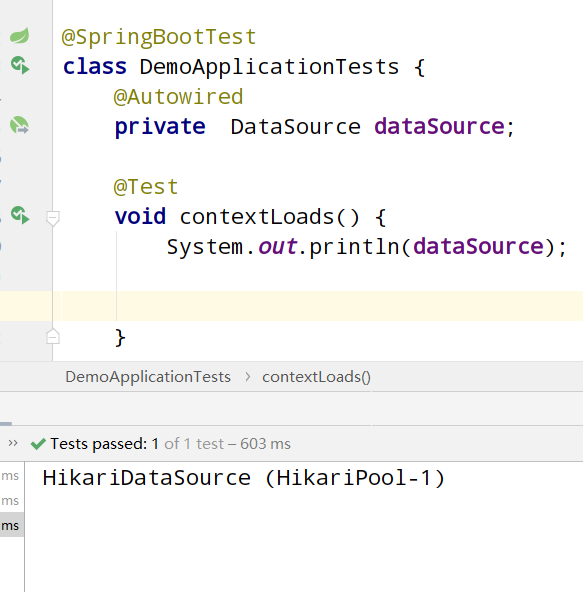 @SpringBootTest
class DemoApplicationTests {
@Autowired
private  DataSource dataSource;
@Test
void contextLoads() {
System.out.println(dataSource);
}
DemoApplicationTests › contextLoads()
›› ✔ Tests passed: 1 of 1 test – 603 ms
ms
HikariDataSource (HikariPool-1)
ms
ms